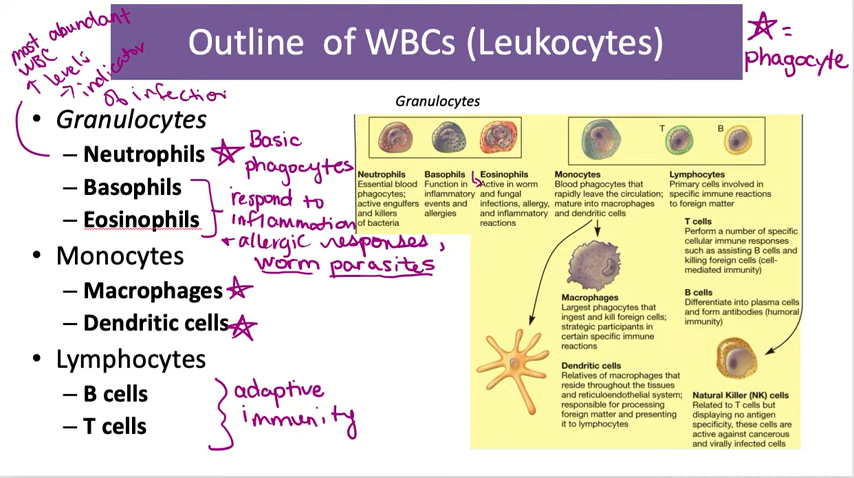 Outline of WBCs (Leukocytes)
☆ =
phagocyte
most abundant
WBC
↑ levels
→ indicator
of infection
• Granulocytes
– Neutrophils ☆ Basic
phagocytes
– Basophils
– Eosinophils
respond to
inflammation
+ allergic responses,
worm parasites
• Monocytes
– Macrophages ☆
– Dendritic cells ☆
• Lymphocytes
– B cells
– T cells
adaptive
immunity
Granulocytes
T
B
Neutrophils
Essential blood
phagocytes;
active engulfers
and killers
of bacteria
Basophils
Function in
inflammatory
events and
allergies
Eosinophils
Active in worm
and fungal
infections, allergy,
and inflammatory
reactions
Monocytes
Blood phagocytes that
rapidly leave the circulation;
mature into macrophages
and dendritic cells
Lymphocytes
Primary cells involved in
specific immune reactions
to foreign matter
T cells
Perform a number of specific
cellular immune responses
such as assisting B cells and
killing foreign cells (cell-
mediated immunity)
B cells
Differentiate into plasma cells
and form antibodies (humoral
immunity)
Macrophages
Largest phagocytes that
ingest and kill foreign cells;
strategic participants in
certain specific immune
reactions
Dendritic cells
Relatives of macrophages that
reside throughout the tissues
and reticuloendothelial system;
responsible for processing
foreign matter and presenting
it to lymphocytes
Natural Killer (NK) cells
Related to T cells but
displaying no antigen
specificity, these cells are
active against cancerous
and virally infected cells